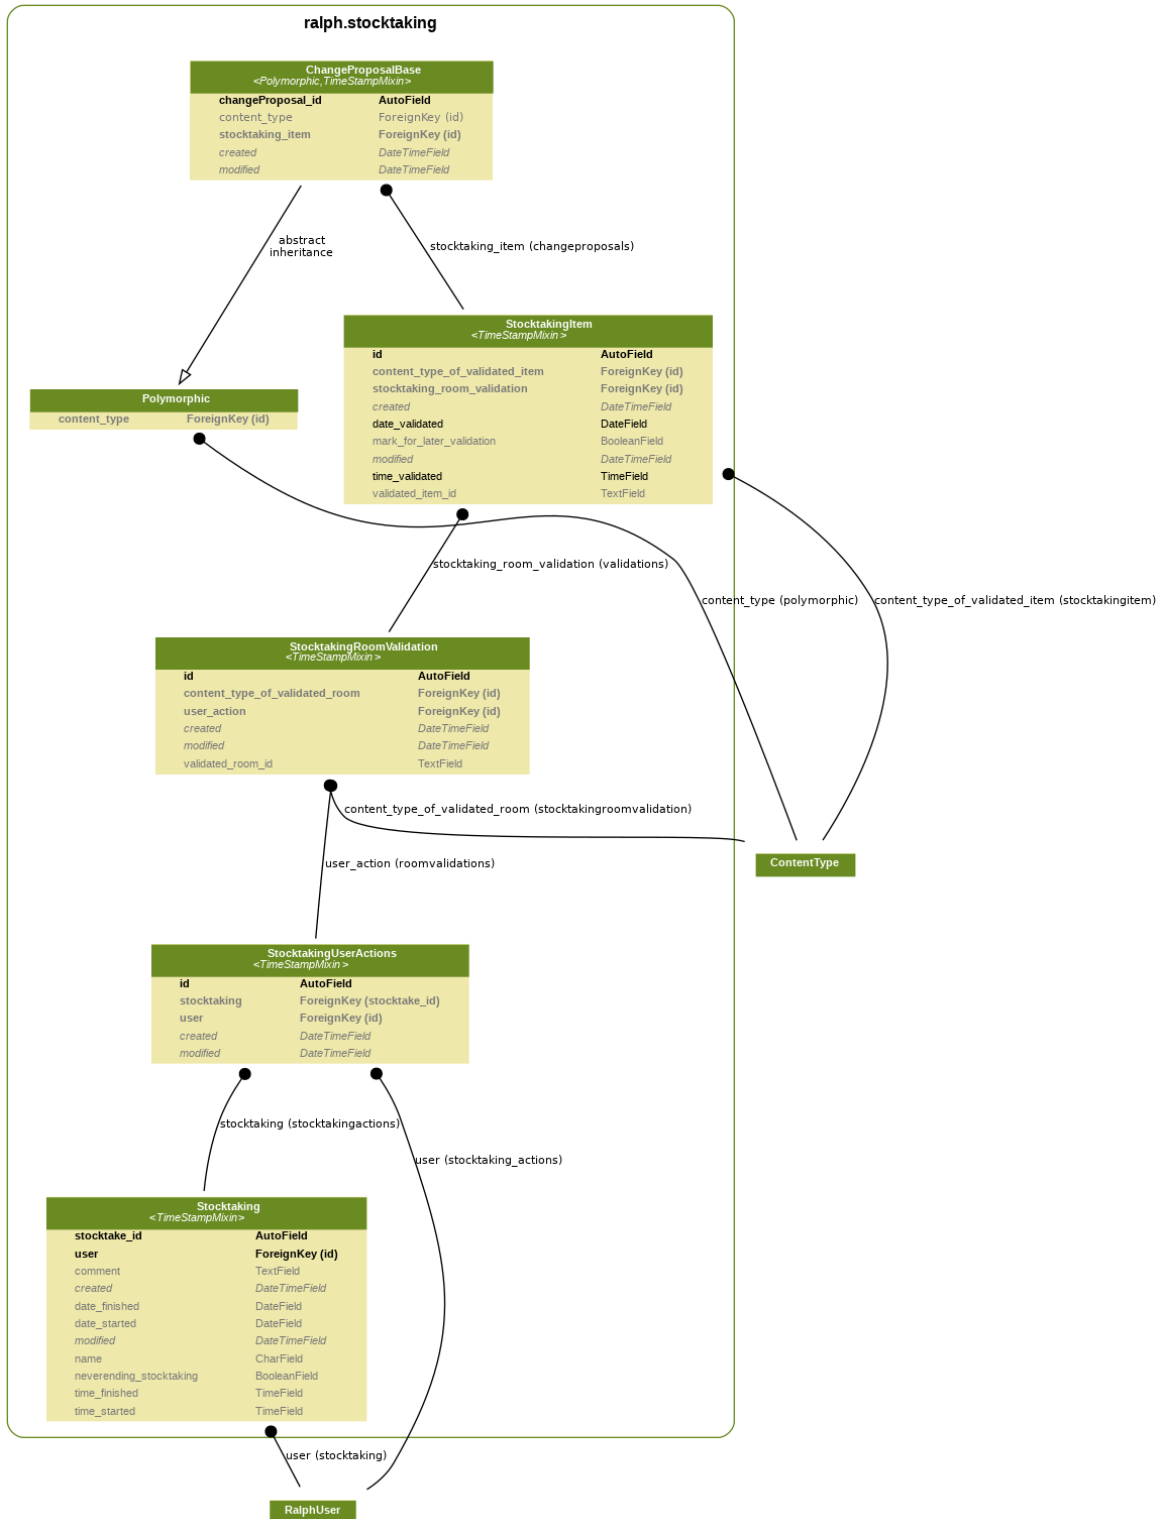 ralph.stocktaking
ChangeProposalBase
<Polymorphic,TimeStampMixin>
changeProposal_id AutoField
content_type ForeignKey (id)
stocktaking_item ForeignKey (id)
created DateTimeField
modified DateTimeField
abstract
inheritance
stocktaking_item (changeproposals)
StocktakingItem
<TimeStampMixin>
id AutoField
content_type_of_validated_item ForeignKey (id)
stocktaking_room_validation ForeignKey (id)
created DateTimeField
date_validated DateField
mark_for_later_validation BooleanField
modified DateTimeField
time_validated TimeField
validated_item_id TextField
Polymorphic
content_type ForeignKey (id)
stocktaking_room_validation (validations)
content_type (polymorphic)
content_type_of_validated_item (stocktakingitem)
StocktakingRoomValidation
<TimeStampMixin>
id AutoField
content_type_of_validated_room ForeignKey (id)
user_action ForeignKey (id)
created DateTimeField
modified DateTimeField
validated_room_id TextField
content_type_of_validated_room (stocktakingroomvalidation)
user_action (roomvalidations)
ContentType
StocktakingUserActions
<TimeStampMixin>
id AutoField
stocktaking ForeignKey (stocktake_id)
user ForeignKey (id)
created DateTimeField
modified DateTimeField
stocktaking (stocktakingactions)
user (stocktaking_actions)
Stocktaking
<TimeStampMixin>
stocktake_id AutoField
user ForeignKey (id)
comment TextField
created DateTimeField
date_finished DateField
date_started DateField
modified DateTimeField
name CharField
neverending_stocktaking BooleanField
time_finished TimeField
time_started TimeField
user (stocktaking)
RalphUser